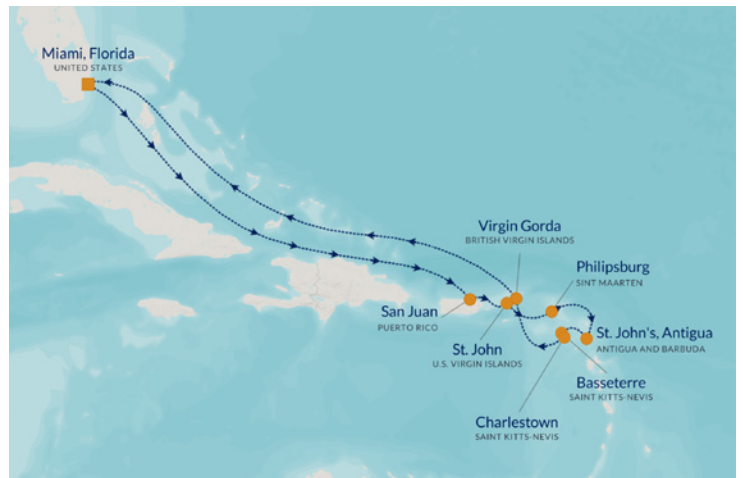 Miami, Florida
UNITED STATES
Virgin Gorda
BRITISH VIRGIN ISLANDS
Philipsburg
SINT MAARTEN
San Juan
PUERTO RICO
St. John
U.S. VIRGIN ISLANDS
St. John's, Antigua
ANTIGUA AND BARBUDA
Basseterre
SAINT KITTS-NEVIS
Charlestown
SAINT KITTS-NEVIS